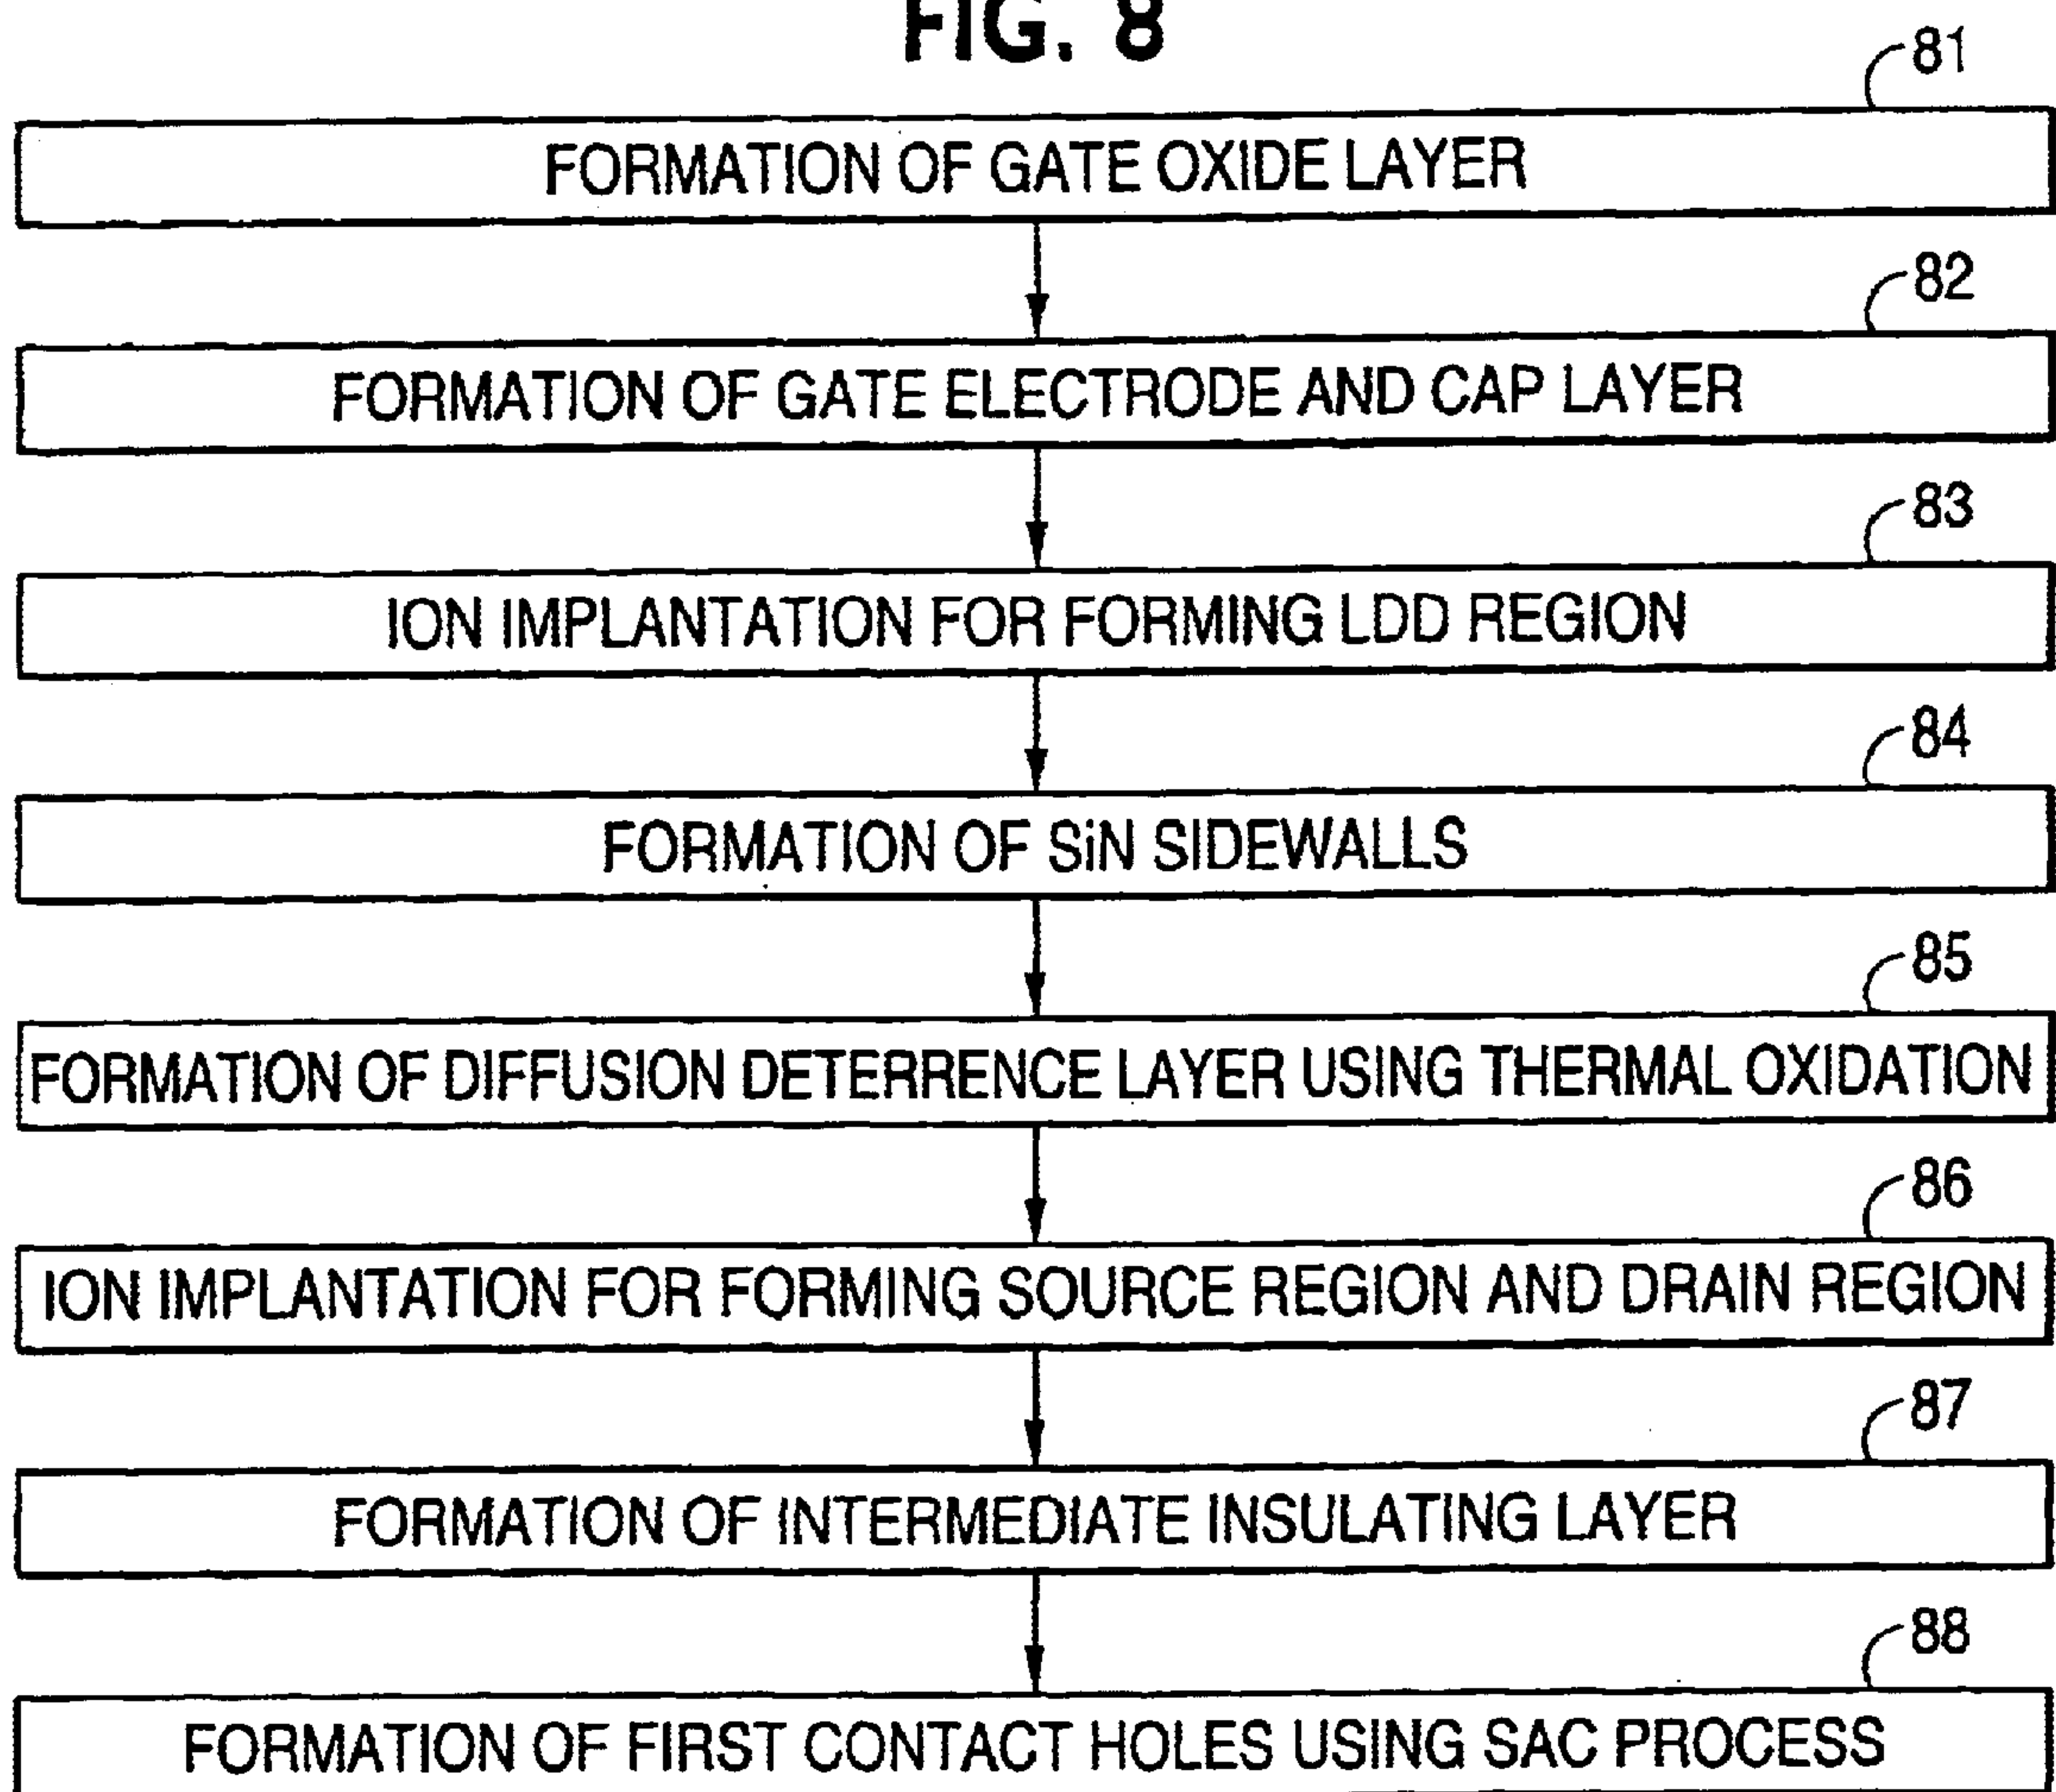 FIG. 8
81
FORMATION OF GATE OXIDE LAYER
82
FORMATION OF GATE ELECTRODE AND CAP LAYER
83
ION IMPLANTATION FOR FORMING LDD REGION
84
FORMATION OF SiN SIDEWALLS
85
FORMATION OF DIFFUSION DETERRENCE LAYER USING THERMAL OXIDATION
86
ION IMPLANTATION FOR FORMING SOURCE REGION AND DRAIN REGION
87
FORMATION OF INTERMEDIATE INSULATING LAYER
88
FORMATION OF FIRST CONTACT HOLES USING SAC PROCESS